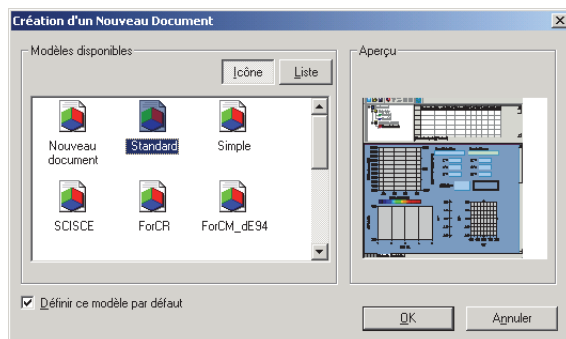 Création d'un Nouveau Document
Modèles disponibles
Icône
Liste
Nouveau
document
Standard
Simple
SCISCE
ForCR
ForCM_dE94
Aperçu
Définir ce modèle par défaut
OK
Annuler